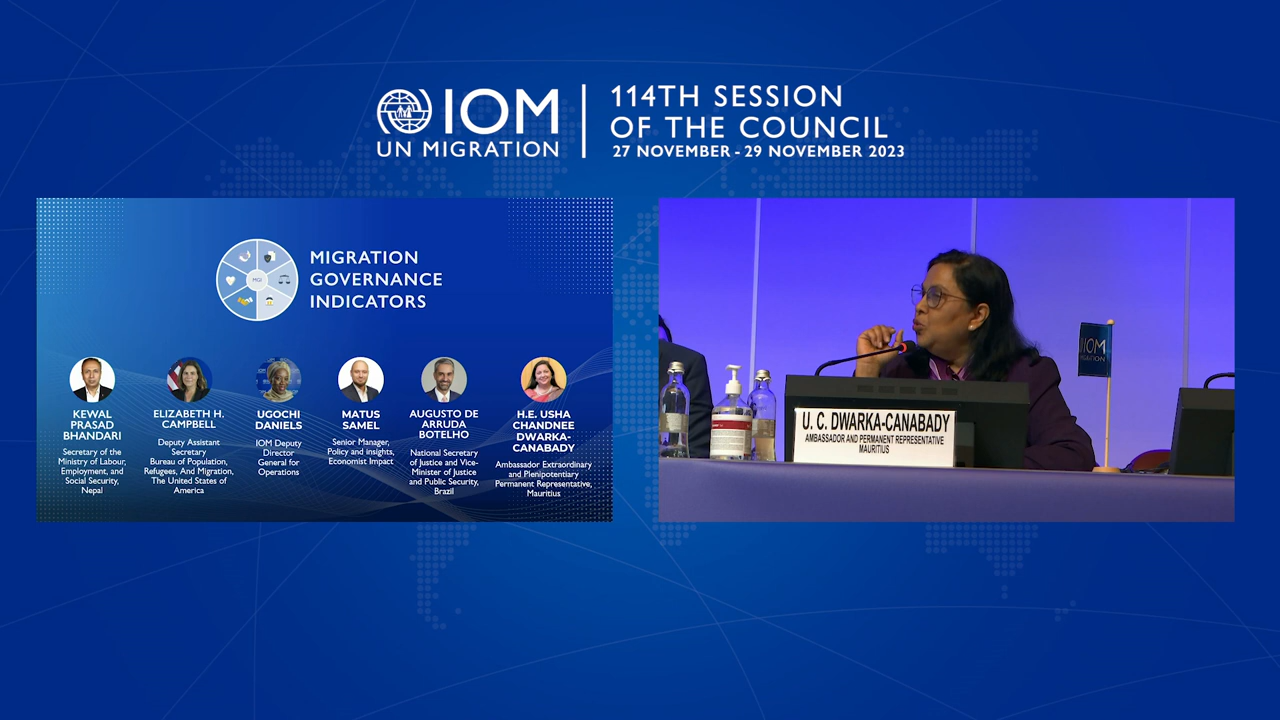 IOM
UN MIGRATION
114TH SESSION
OF THE COUNCIL
27 NOVEMBER - 29 NOVEMBER 2023
MGI
MIGRATION
GOVERNANCE
INDICATORS
KEWAL
PRASAD
BHANDARI
Secretary of the
Ministry of Labour,
Employment, and
Social Security,
Nepal
ELIZABETH H.
CAMPBELL
Deputy Assistant
Secretary
Bureau of Population,
Refugees, And Migration,
The United States of
America
UGOCHI
DANIELS
IOM Deputy
Director
General for
Operations
MATUS
SAMEL
Senior Manager,
Policy and insights,
Economist Impact
AUGUSTO DE
ARRUDA
BOTELHO
National Secretary
of Justice and Vice-
Minister of Justice
and Public Security,
Brazil
H.E. USHA
CHANDNEE
DWARKA-
CANABADY
Ambassador Extraordinary
and Plenipotentiary
Permanent Representative,
Mauritius
U. C. DWARKA-CANABADY
AMBASSADOR AND PERMANENT REPRESENTATIVE
MAURITIUS
IOM
MIGRATION